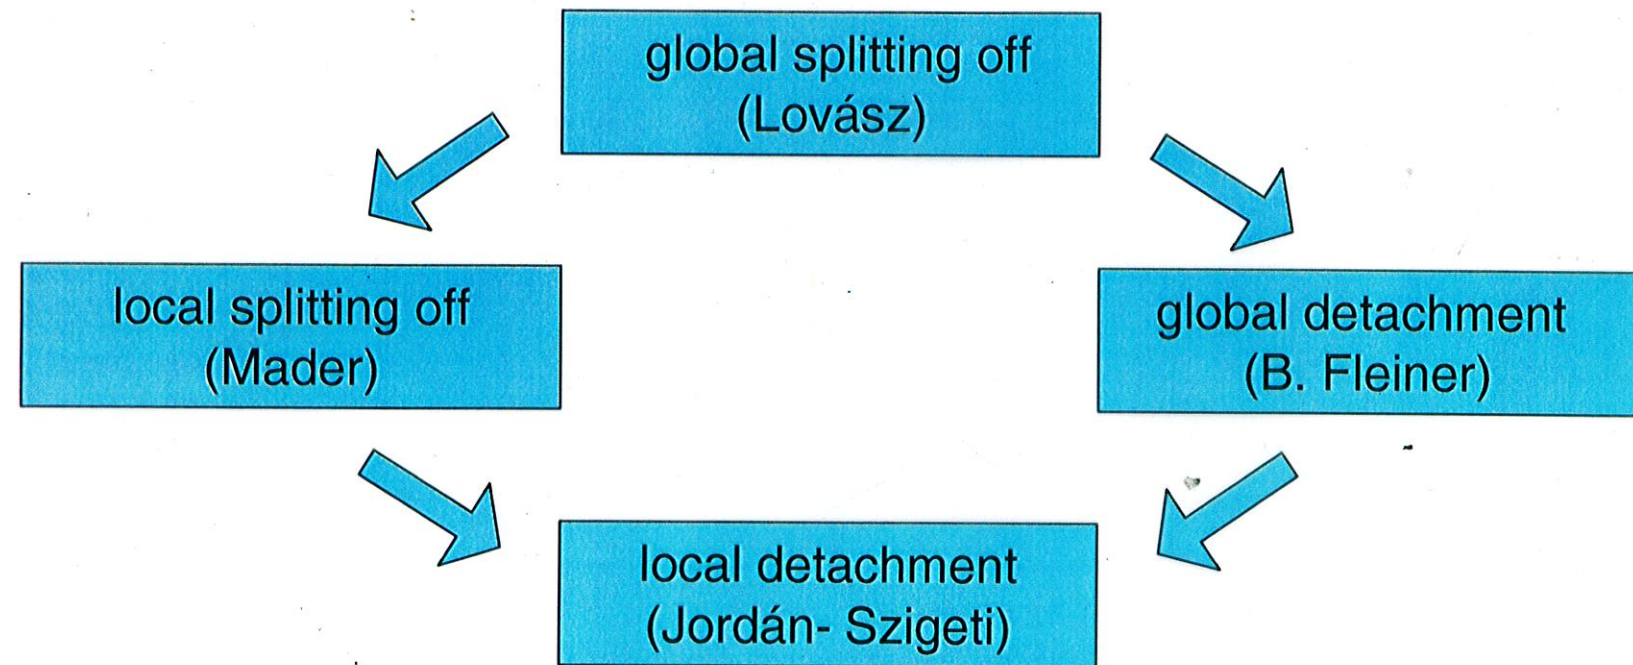 global splitting off
(Lovász)
local splitting off
(Mader)
global detachment
(B. Fleiner)
local detachment
(Jordán- Szigeti)